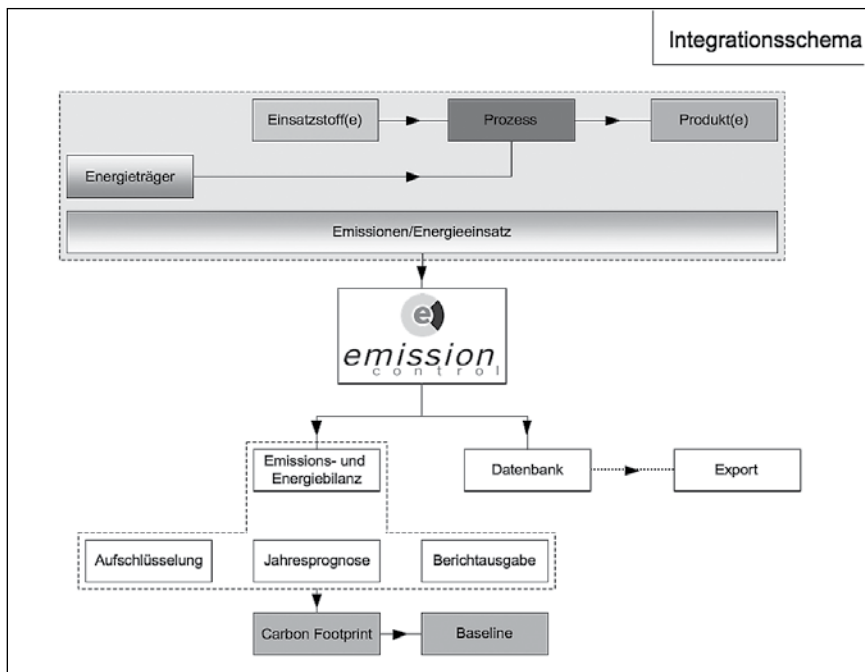 Integrationsschema
Einsatzstoff(e)
Prozess
Produkt(e)
Energieträger
Emissionen/Energieeinsatz
e
emission
control
Emissions- und
Energiebilanz
Datenbank
Export
Aufschlüsselung
Jahresprognose
Berichtausgabe
Carbon Footprint
Baseline